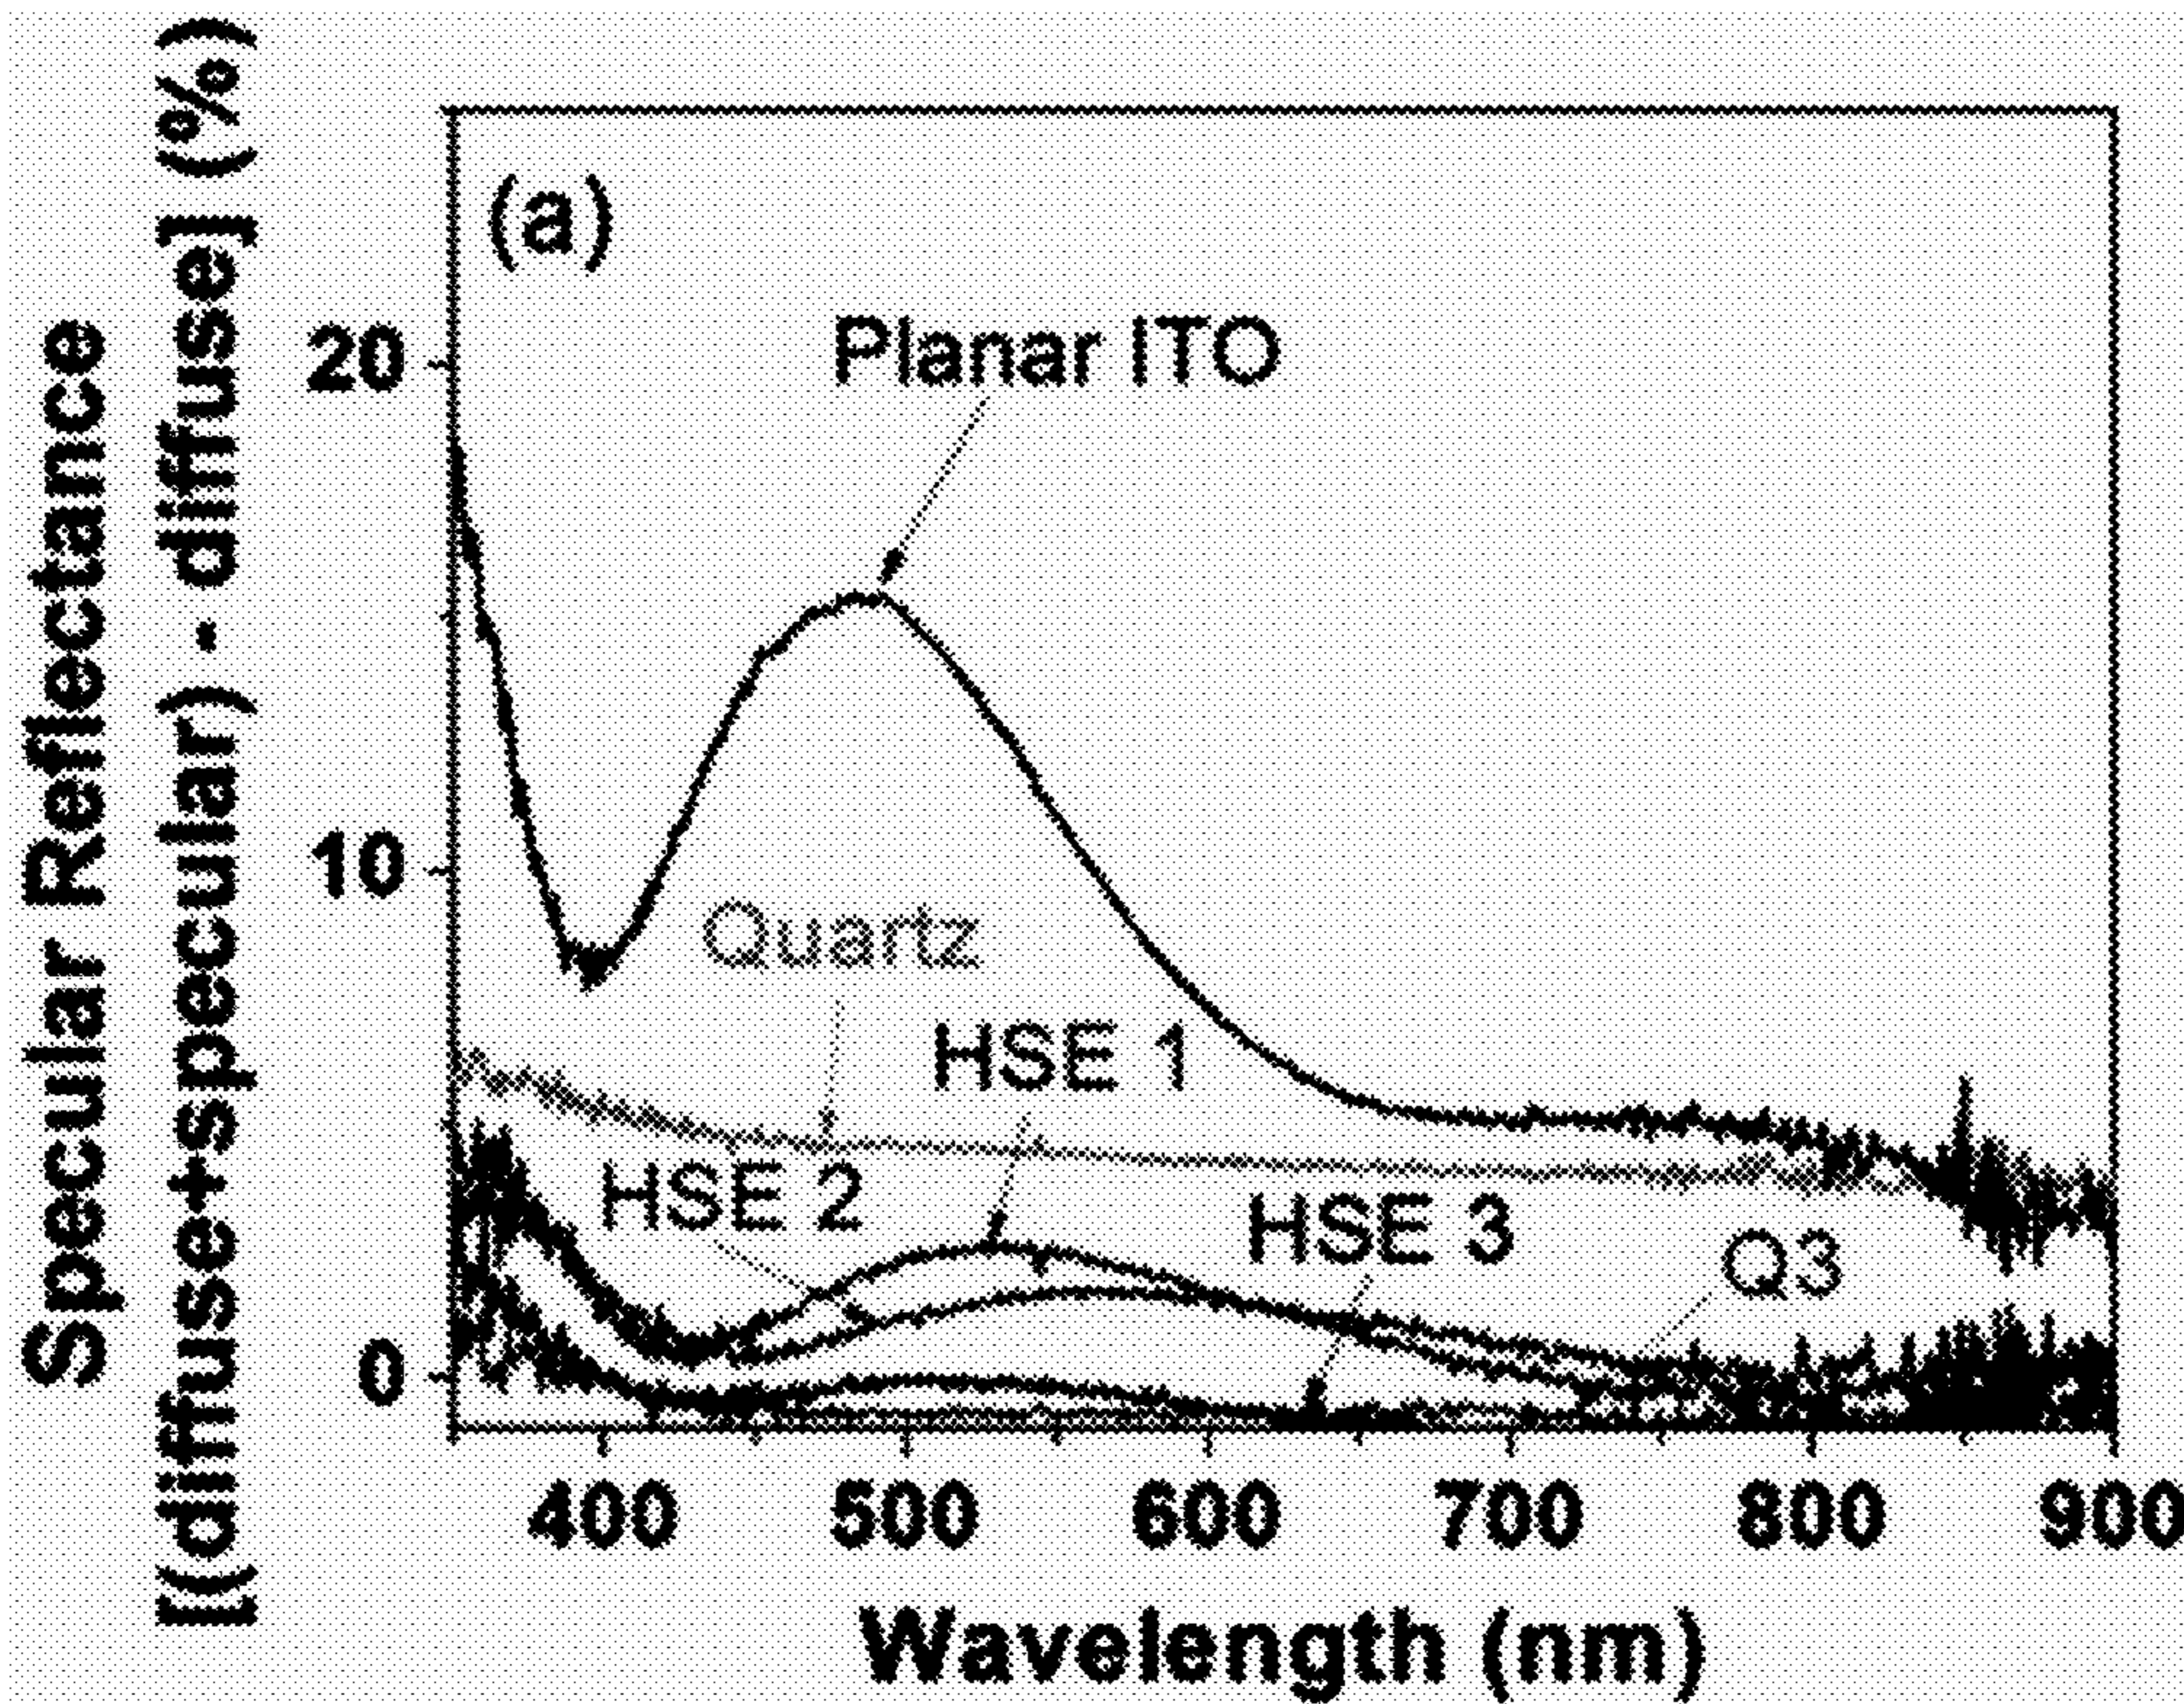 Specular Reflectance
[(diffuse+specular) - diffuse] (%)
(a)
Planar ITO
20
10
Quartz
HSE 1
HSE 2
HSE 3
Q3
0
400 500 600 700 800 900
Wavelength (nm)